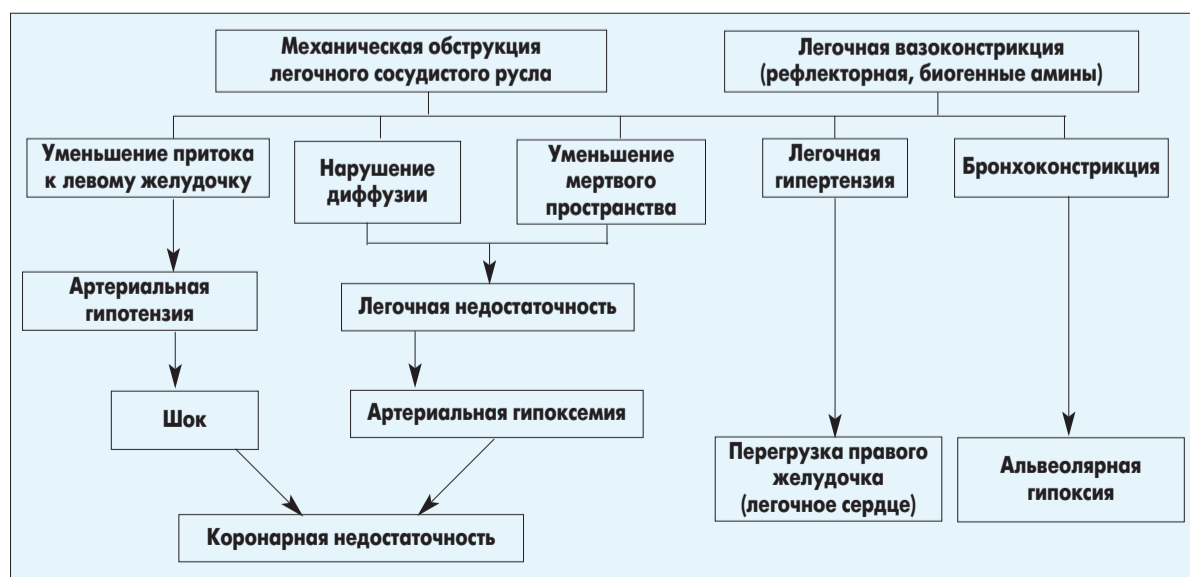 Механическая обструкция
легочного сосудистого русла
Легочная вазоконстрикция
(рефлекторная, биогенные амины)
Уменьшение притока
к левому желудочку
Нарушение
диффузии
Уменьшение
мертвого
пространства
Легочная
гипертензия
Бронхоконстрикция
Артериальная
гипотензия
Легочная недостаточность
Шок
Артериальная гипоксемия
Перегрузка правого
желудочка
(легочное сердце)
Альвеолярная
гипоксия
Коронарная недостаточность